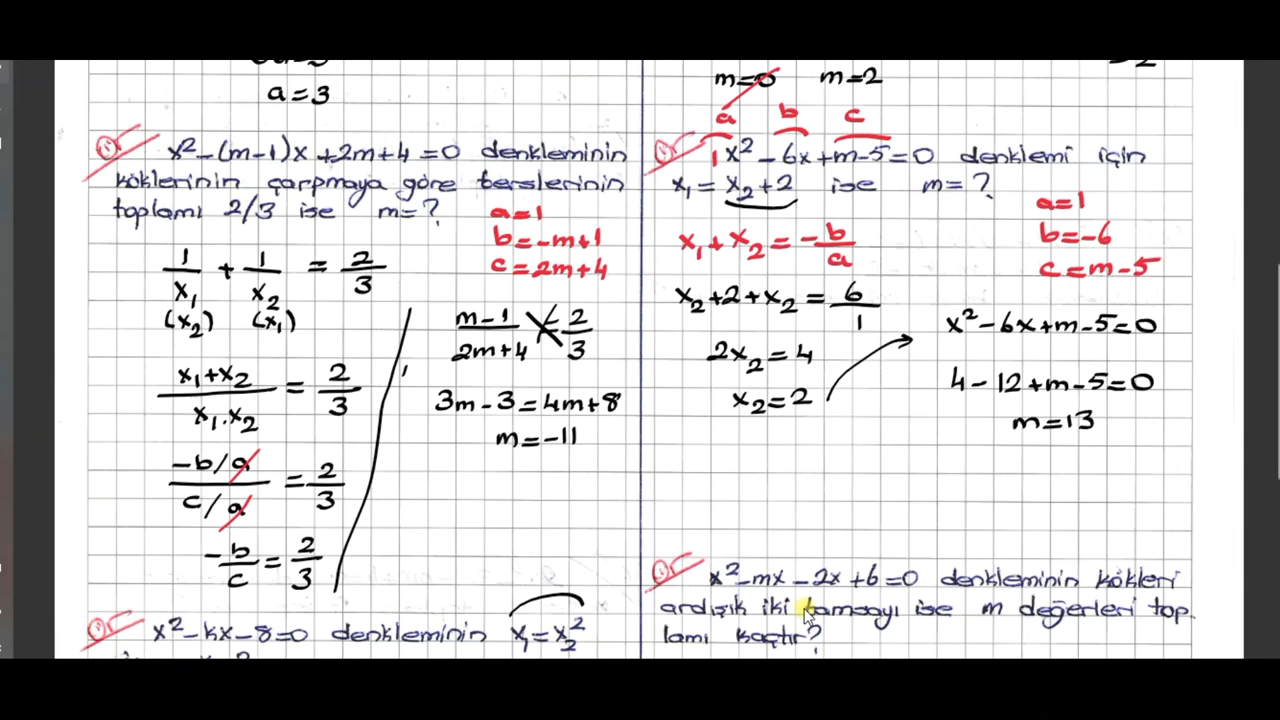 a=3
Ör x²-(m-1)x+2m+4=0 denkleminin
köklerinin çarpmaya göre terslerinin
toplamı 2/3 ise m=?
a=1
b=-m+1
c=2m+4
1/x₁ + 1/x₂ = 2/3
(x₂) (x₁)
x₁+x₂/x₁.x₂ = 2/3
-b/a / c/a = 2/3
-b/c = 2/3
m-1/2m+4 = 2/3
3m-3=4m+8
m=-11
Ör x²-kx-8=0 denkleminin x₁=x₂²
m=0 m=2
a b c
Ör 1x²-6x+m-5=0 denklemi için
x₁=x₂+2 ise m=?
a=1
b=-6
c=m-5
x₁+x₂=-b/a
x₂+2+x₂=6/1
2x₂=4
x₂=2
x²-6x+m-5=0
4-12+m-5=0
m=13
Ör x²-mx-2x+6=0 denkleminin kökleri
ardışık iki tamsayı ise m değerleri top
lamı kaçtır?